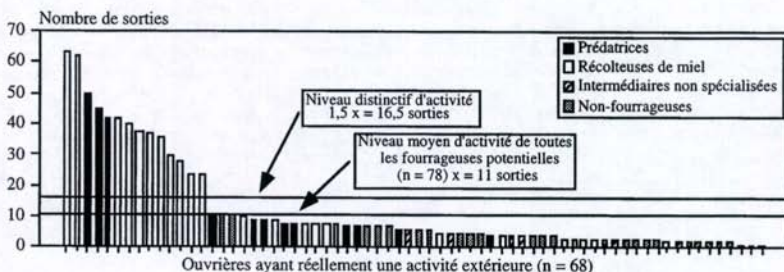 Nombre de sorties
70
60
50
40
30
20
10
0
Prédatrices
Récolteuses de miel
Intermédiaires non spécialisées
Non-fourrageuses
Niveau distinctif d'activité
1,5 x = 16,5 sorties
Niveau moyen d'activité de toutes
les fourrageuses potentielles
(n = 78) x = 11 sorties
Ouvrières ayant réellement une activité extérieure (n = 68)